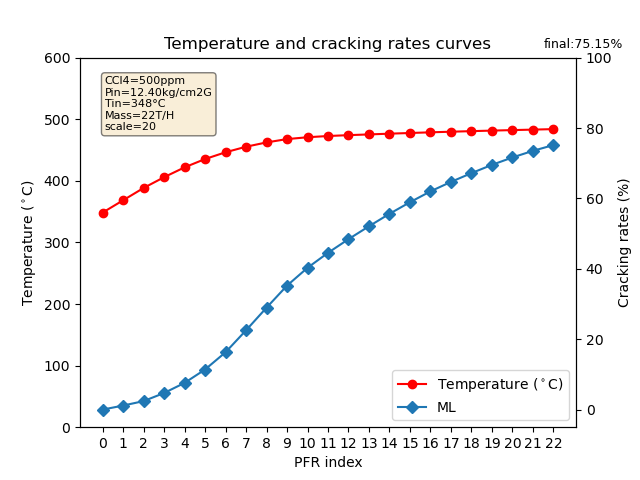 Temperature and cracking rates curves
final:75.15%
CCl4=500ppm
Pin=12.40kg/cm2G
Tin=348°C
Mass=22T/H
scale=20
Temperature (°C)
600
500
400
300
200
100
0
100
80
60
40
20
0
Cracking rates (%)
Temperature (°C)
ML
0 1 2 3 4 5 6 7 8 9 10 11 12 13 14 15 16 17 18 19 20 21 22
PFR index